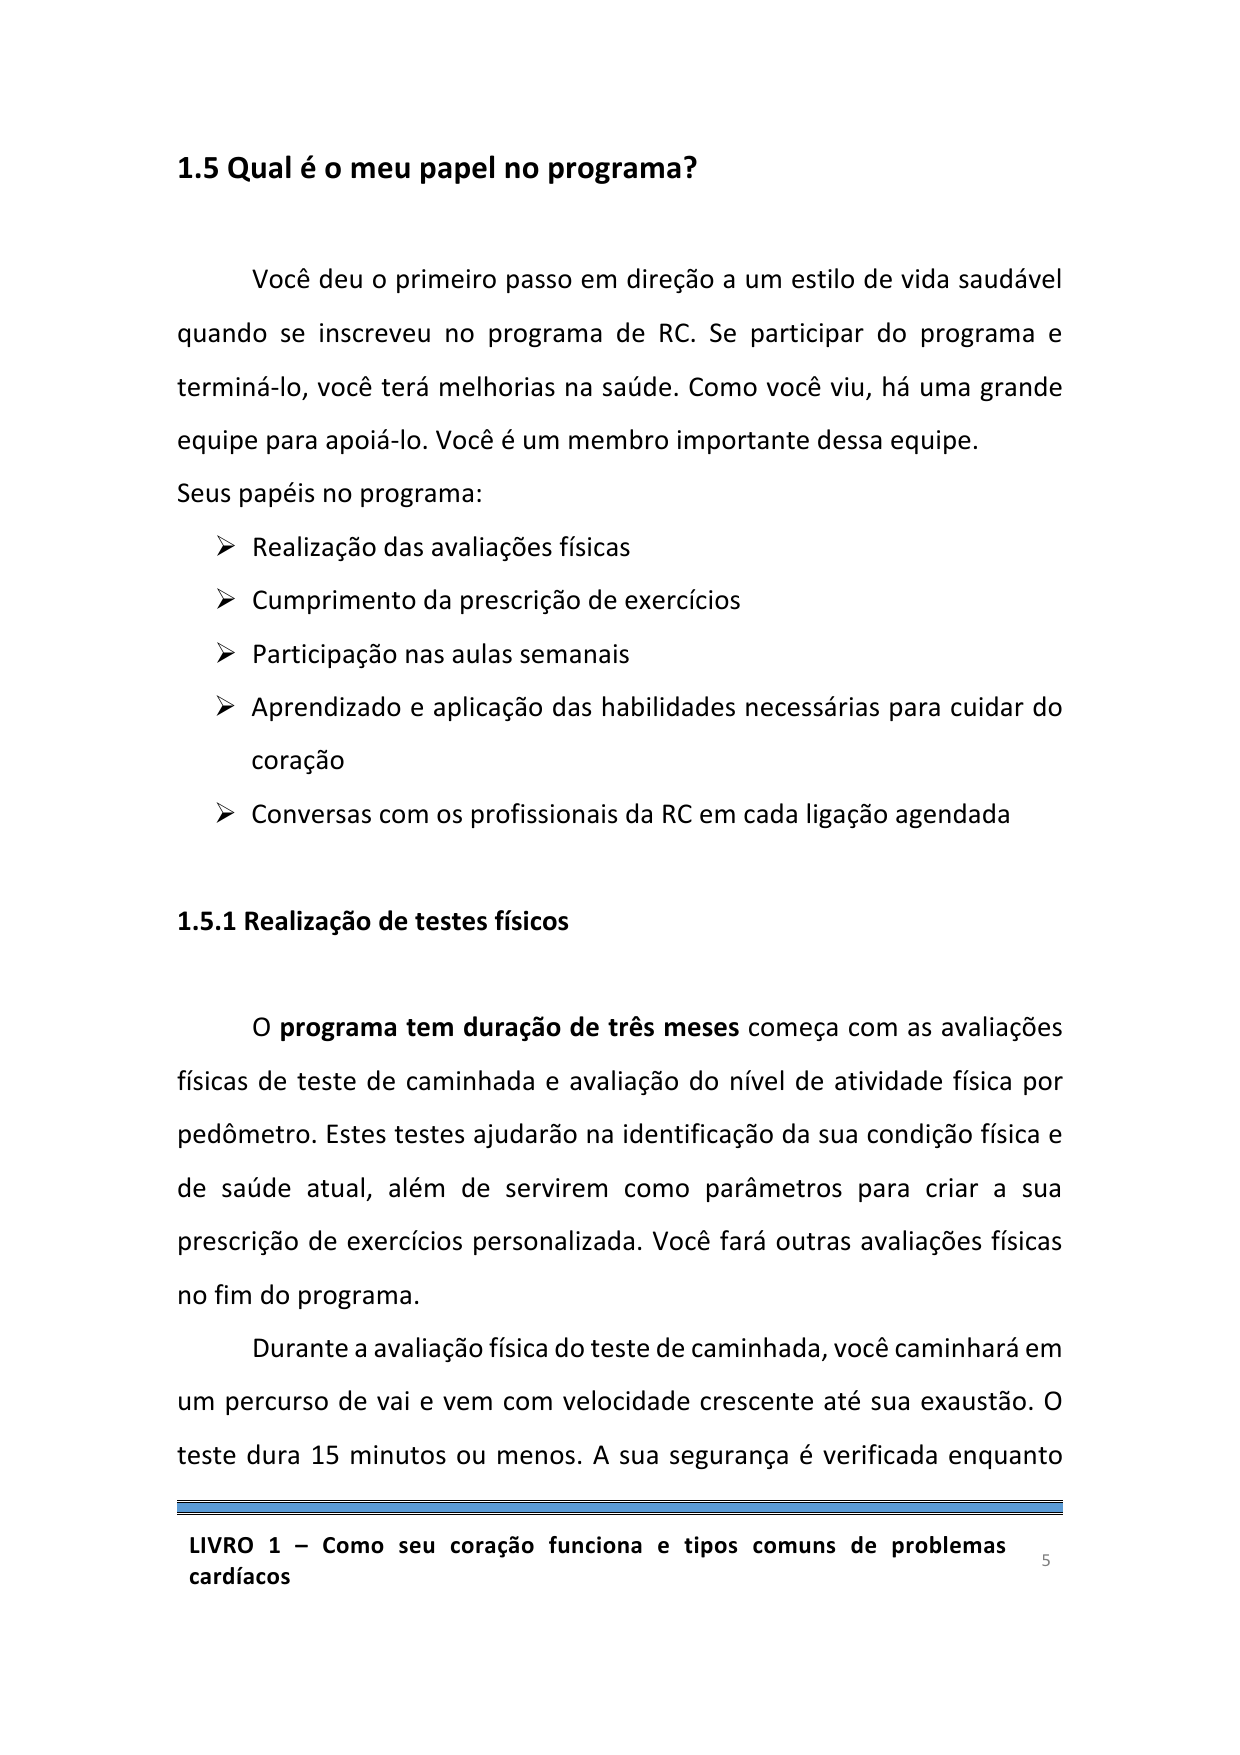 1.5 Qual é o meu papel no programa?
Você deu o primeiro passo em direção a um estilo de vida saudável
quando se inscreveu no programa de RC. Se participar do programa e
terminá-lo, você terá melhorias na saúde. Como você viu, há uma grande
equipe para apoiá-lo. Você é um membro importante dessa equipe.
Seus papéis no programa:
➢ Realização das avaliações físicas
➢ Cumprimento da prescrição de exercícios
➢ Participação nas aulas semanais
➢ Aprendizado e aplicação das habilidades necessárias para cuidar do
coração
➢ Conversas com os profissionais da RC em cada ligação agendada
1.5.1 Realização de testes físicos
O programa tem duração de três meses começa com as avaliações
físicas de teste de caminhada e avaliação do nível de atividade física por
pedômetro. Estes testes ajudarão na identificação da sua condição física e
de saúde atual, além de servirem como parâmetros para criar a sua
prescrição de exercícios personalizada. Você fará outras avaliações físicas
no fim do programa.
Durante a avaliação física do teste de caminhada, você caminhará em
um percurso de vai e vem com velocidade crescente até sua exaustão. O
teste dura 15 minutos ou menos. A sua segurança é verificada enquanto
LIVRO 1 – Como seu coração funciona e tipos comuns de problemas
cardíacos
5